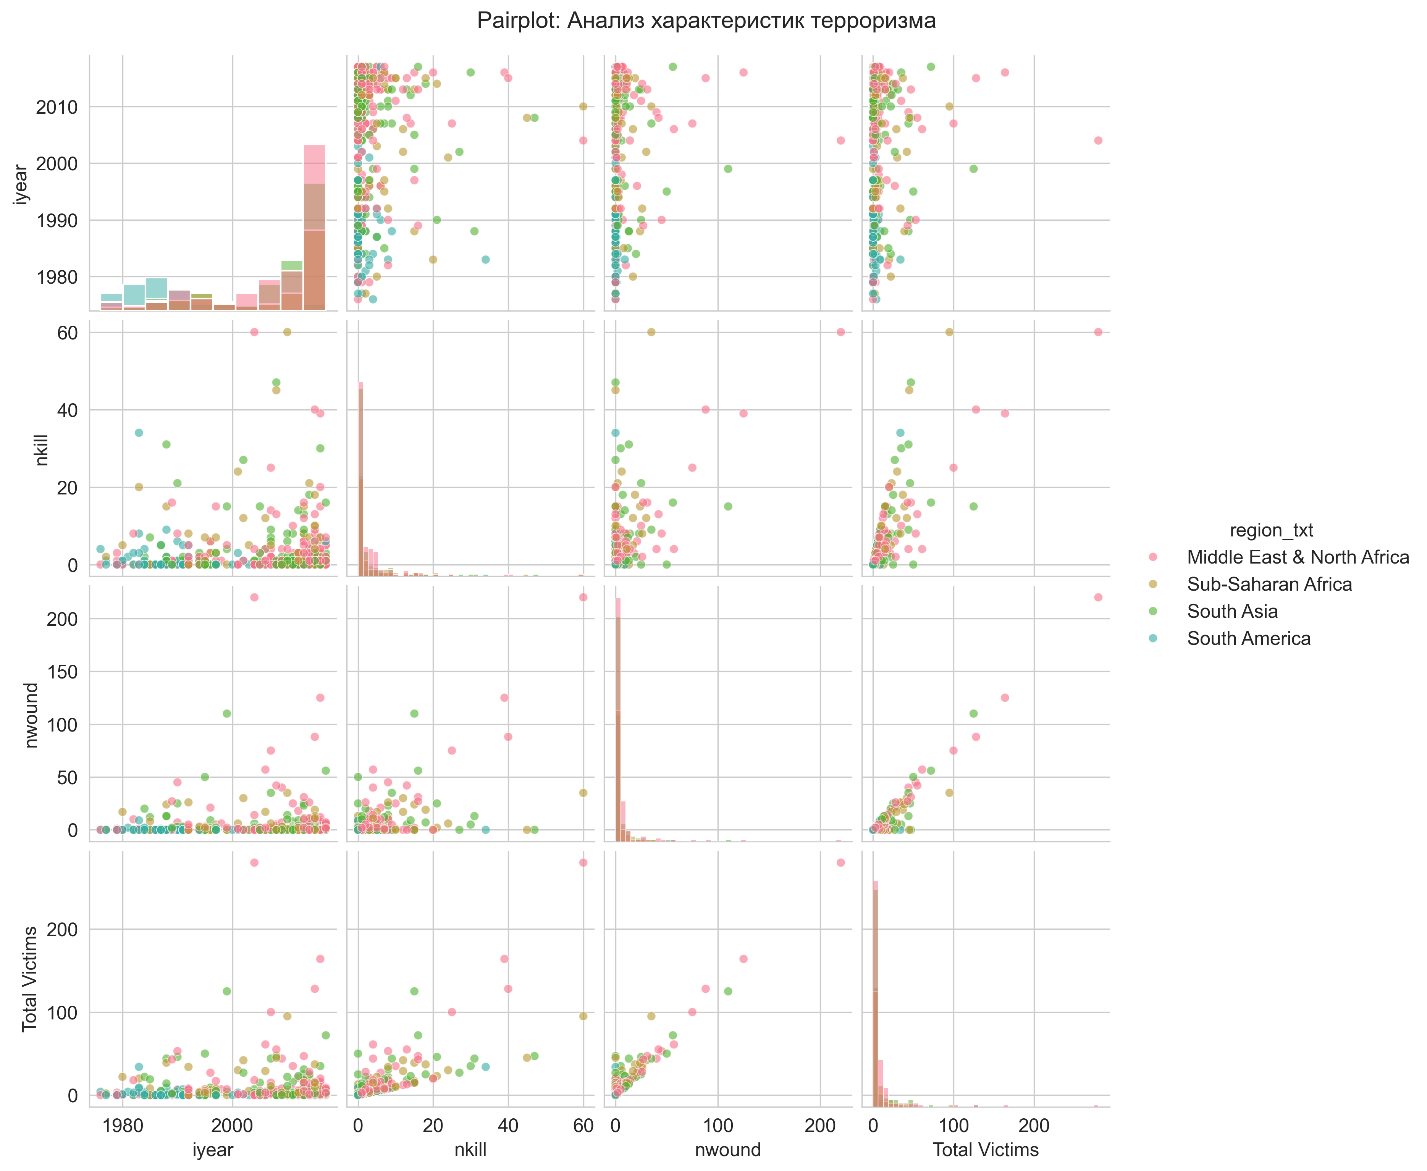 Pairplot: Анализ характеристик терроризма
iyear
2010
2000
1990
1980
nkill
60
40
20
0
region_txt
Middle East & North Africa
Sub-Saharan Africa
South Asia
South America
nwound
200
150
100
50
0
Total Victims
200
100
0
1980 2000
0 20 40 60
0 100 200
0 100 200
iyear
nkill
nwound
Total Victims